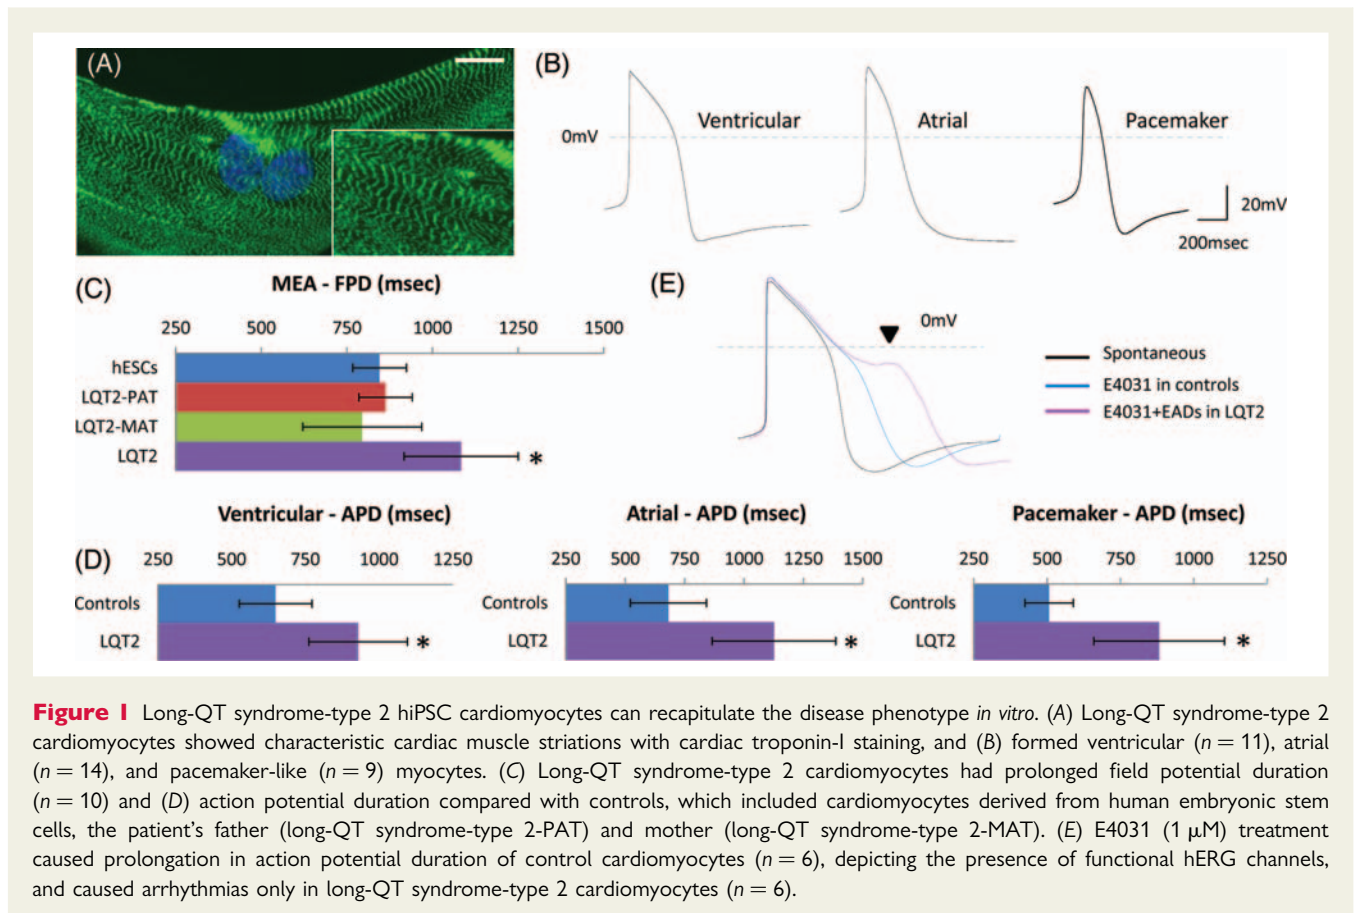 (A)
(B)
Ventricular
Atrial
Pacemaker
0mV
20mV
200msec
(C)
MEA - FPD (msec)
250 500 750 1000 1250 1500
hESCs
LQT2-PAT
LQT2-MAT
LQT2
*
(E)
0mV
Spontaneous
E4031 in controls
E4031+EADs in LQT2
(D)
Ventricular - APD (msec)
250 500 750 1000 1250
Controls
LQT2
*
Atrial - APD (msec)
250 500 750 1000 1250 1500
Controls
LQT2
*
Pacemaker - APD (msec)
250 500 750 1000 1250
Controls
LQT2
*
Figure 1 Long-QT syndrome-type 2 hiPSC cardiomyocytes can recapitulate the disease phenotype in vitro. (A) Long-QT syndrome-type 2
cardiomyocytes showed characteristic cardiac muscle striations with cardiac troponin-I staining, and (B) formed ventricular (n = 11), atrial
(n = 14), and pacemaker-like (n = 9) myocytes. (C) Long-QT syndrome-type 2 cardiomyocytes had prolonged field potential duration
(n = 10) and (D) action potential duration compared with controls, which included cardiomyocytes derived from human embryonic stem
cells, the patient's father (long-QT syndrome-type 2-PAT) and mother (long-QT syndrome-type 2-MAT). (E) E4031 (1 μM) treatment
caused prolongation in action potential duration of control cardiomyocytes (n = 6), depicting the presence of functional hERG channels,
and caused arrhythmias only in long-QT syndrome-type 2 cardiomyocytes (n = 6).